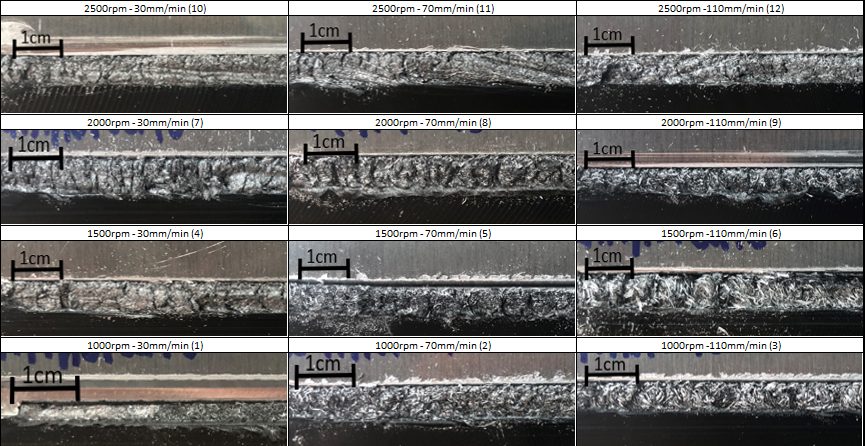 2500rpm - 30mm/min (10)
2500rpm - 70mm/min (11)
2500rpm -110mm/min (12)
1cm
1cm
1cm
2000rpm - 30mm/min (7)
2000rpm - 70mm/min (8)
2000rpm -110mm/min (9)
1cm
1cm
1cm
1500rpm - 30mm/min (4)
1500rpm - 70mm/min (5)
1500rpm -110mm/min (6)
1cm
1cm
1cm
1000rpm - 30mm/min (1)
1000rpm - 70mm/min (2)
1000rpm -110mm/min (3)
1cm
1cm
1cm